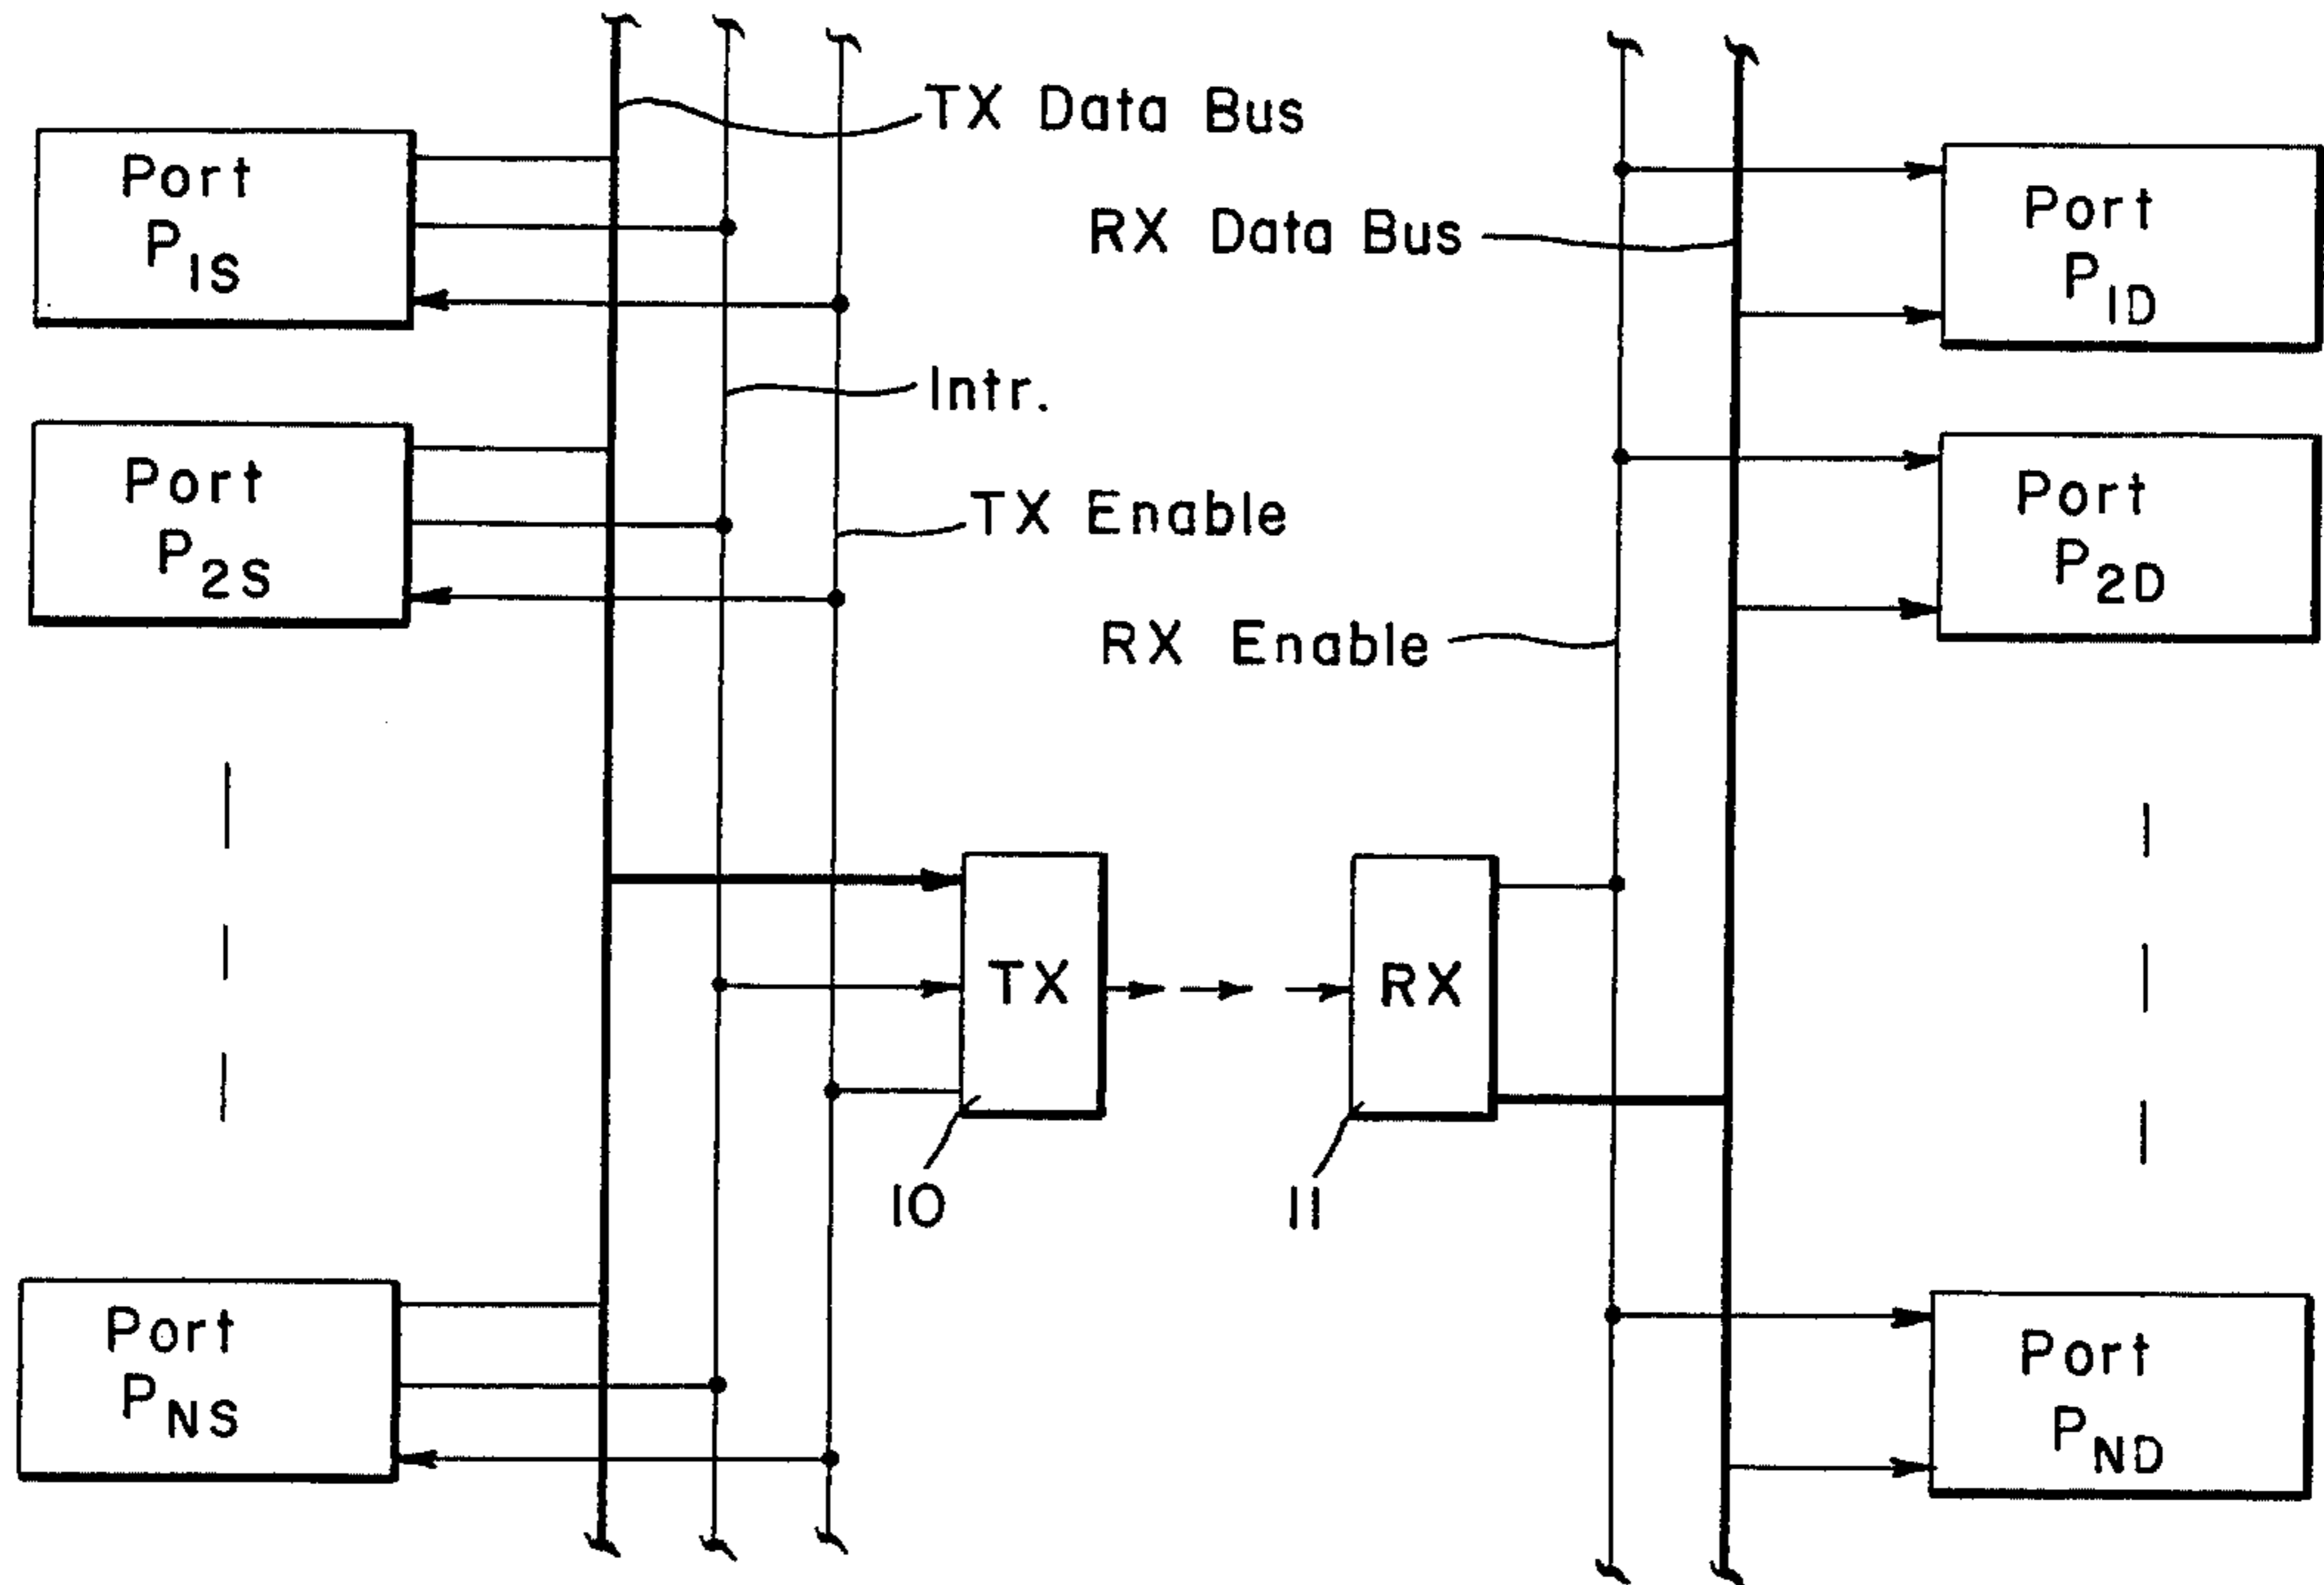 TX Data Bus
Port
P1S
RX Data Bus
Port
P1D
Intr.
Port
P2S
TX Enable
Port
P2D
RX Enable
TX
RX
10
11
Port
PNS
Port
PND